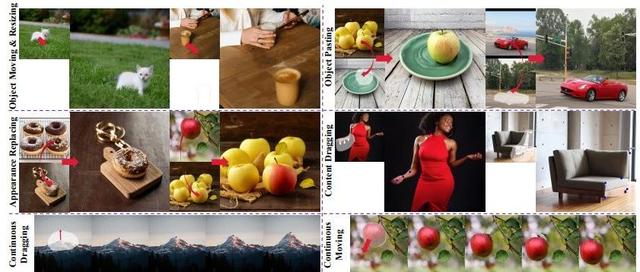 Object Moving & Resizing
Object Pasting
Appearance Replacing
Content Dragging
Continuous
Dragging
Continuous
Moving